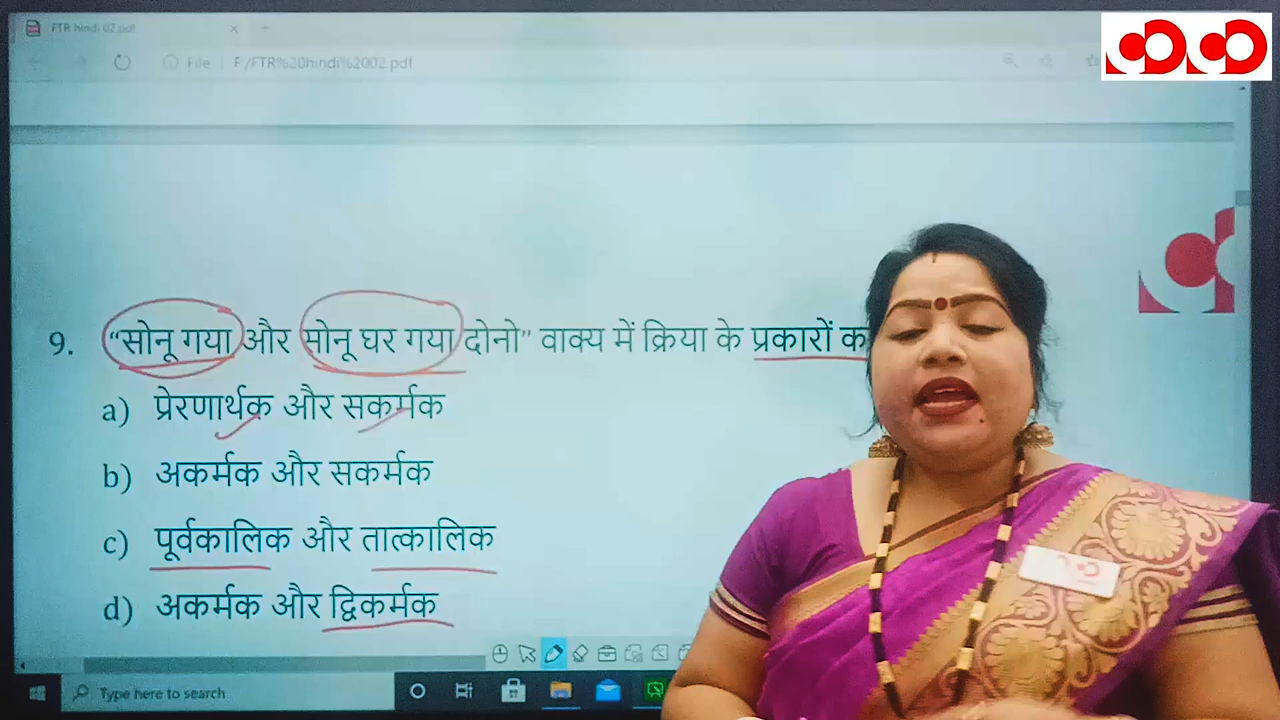 FTR hindi 02.pdf
File F:/FTR%20hindi%2002.pdf
9. “सोनू गया और सोनू घर गया दोनो” वाक्य में क्रिया के प्रकारों
a) प्रेरणार्थक और सकर्मक
b) अकर्मक और सकर्मक
c) पूर्वकालिक और तात्कालिक
d) अकर्मक और द्विकर्मक
Type here to search